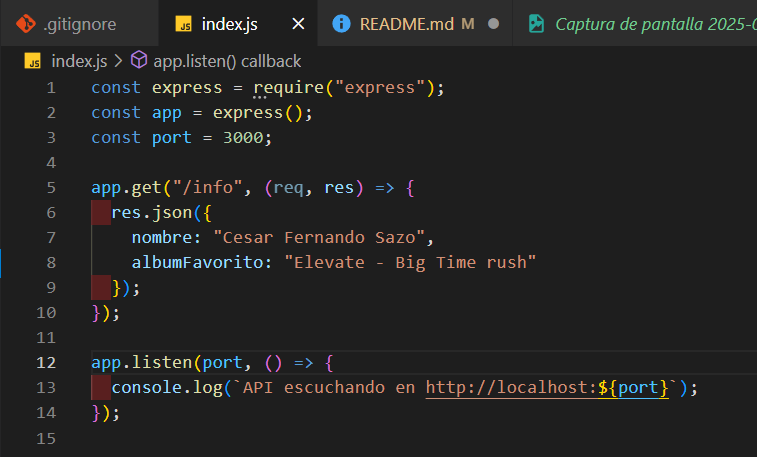 .gitignore
index.js
README.md M
Captura de pantalla 2025-0
index.js > app.listen() callback
1 const express = require("express");
2 const app = express();
3 const port = 3000;
4
5 app.get("/info", (req, res) => {
6   res.json({
7     nombre: "Cesar Fernando Sazo",
8     albumFavorito: "Elevate - Big Time rush"
9   });
10 });
11
12 app.listen(port, () => {
13   console.log(`API escuchando en http://localhost:${port}`);
14 });
15